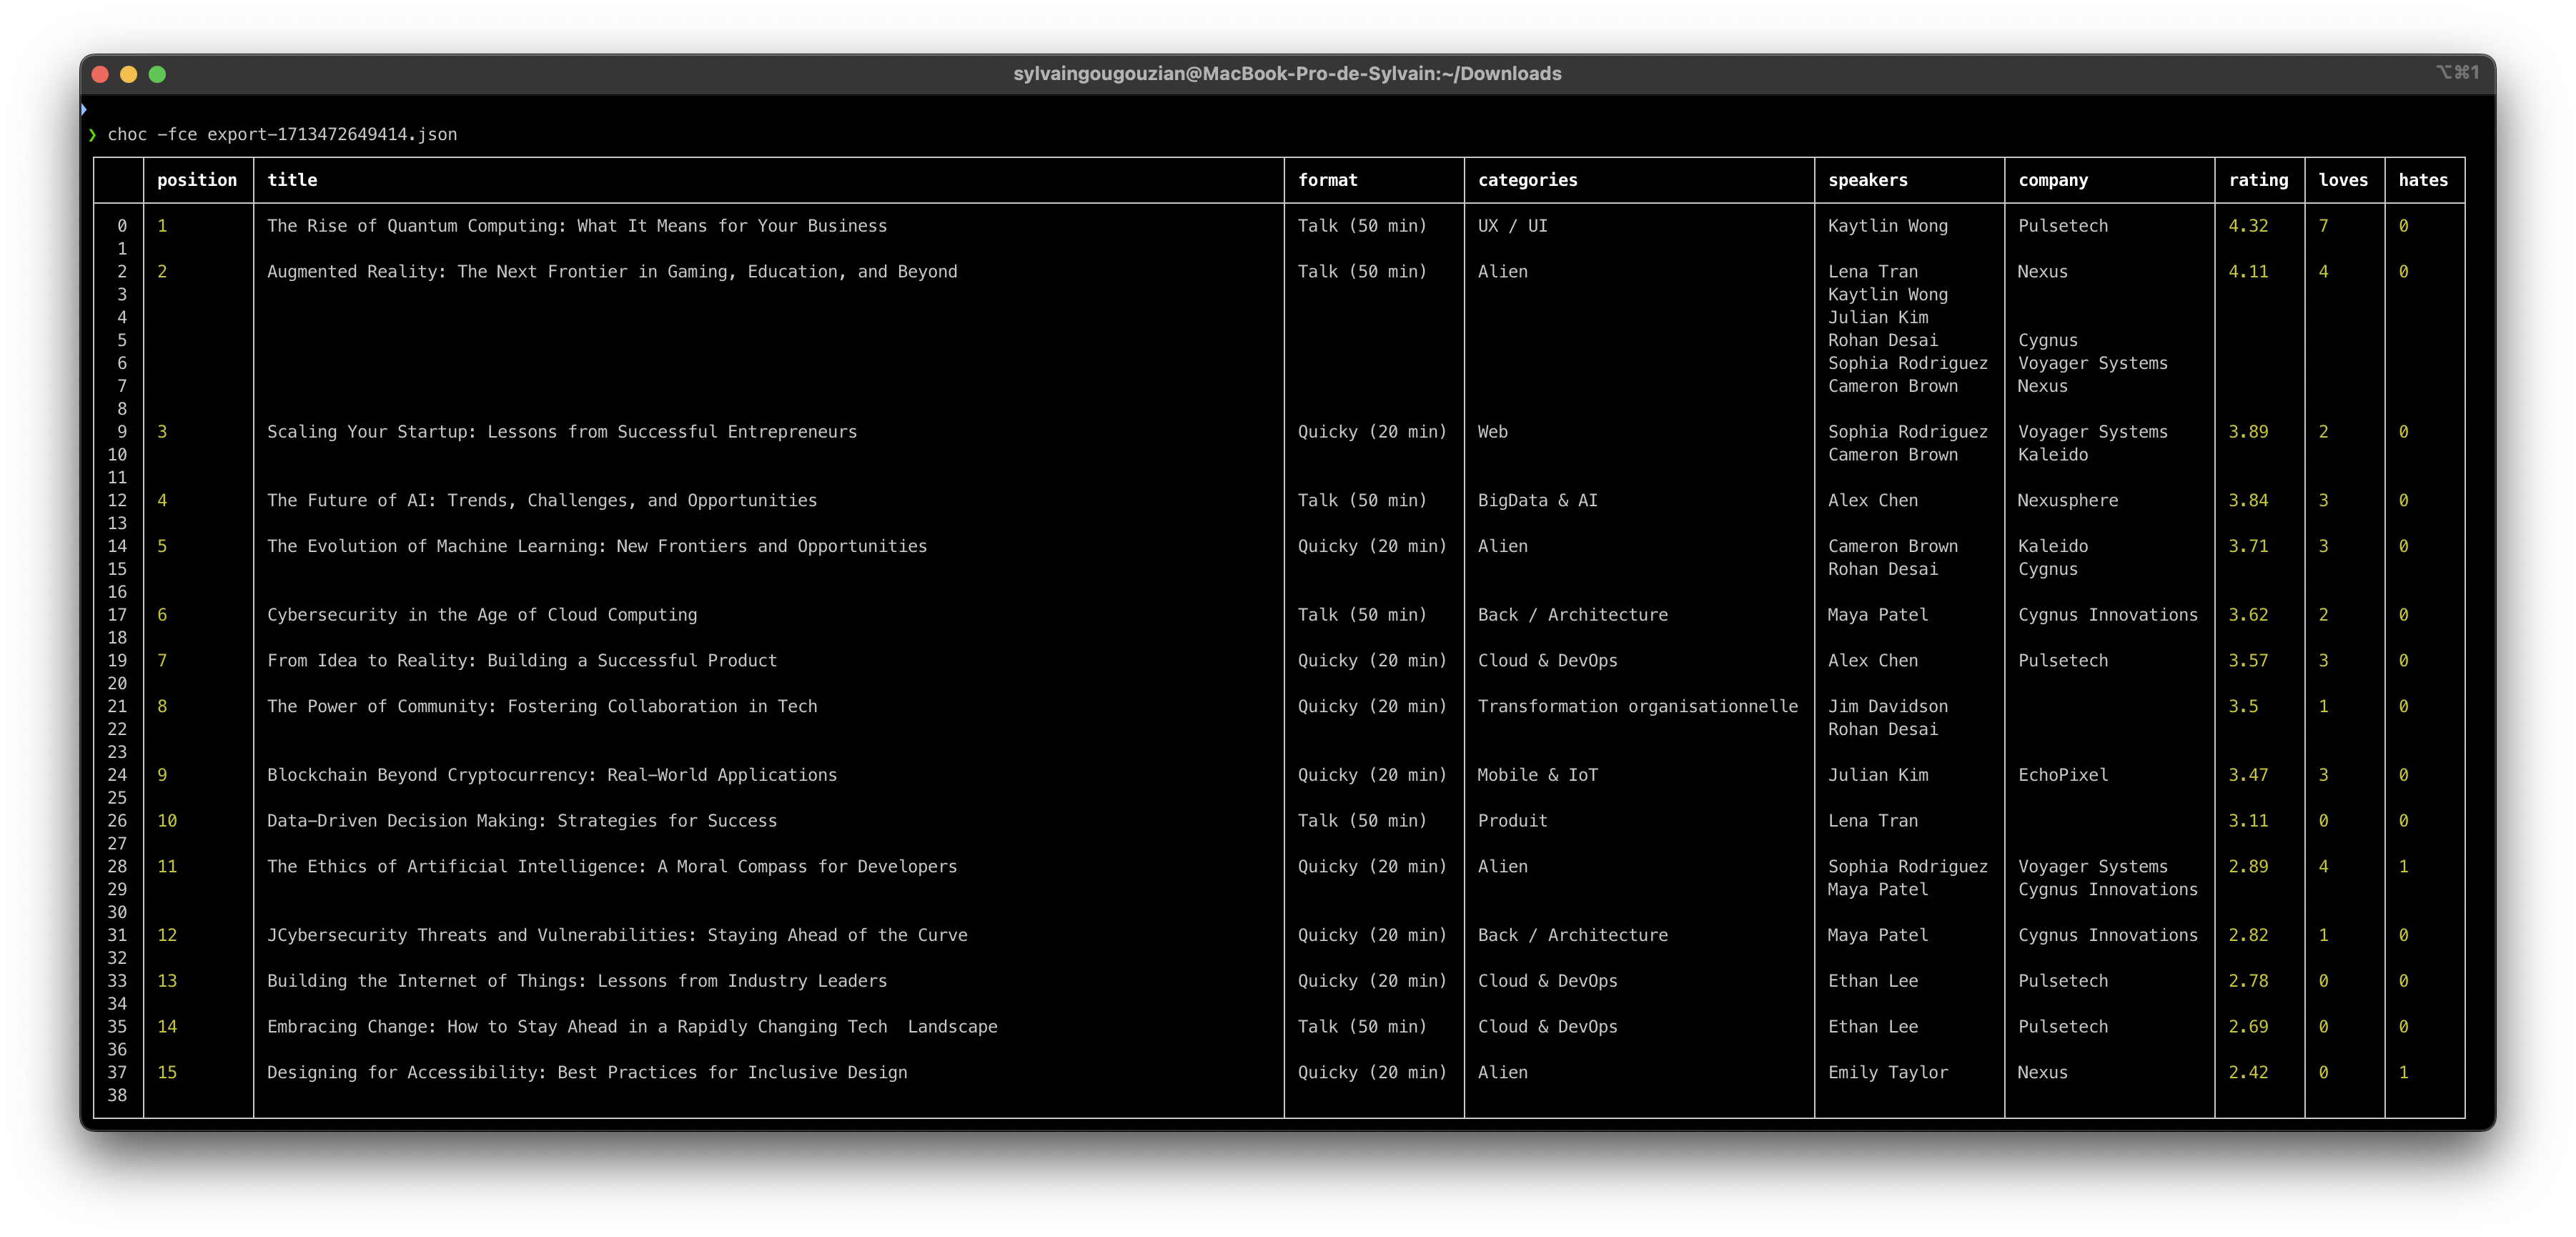 sylvaingougouzian@MacBook-Pro-de-Sylvain:~/Downloads ⌥⌘1
❯ choc -fce export-1713472649414.json
position title format categories speakers company rating loves hates
0 1 The Rise of Quantum Computing: What It Means for Your Business Talk (50 min) UX / UI Kaytlin Wong Pulsetech 4.32 7 0
1
2 2 Augmented Reality: The Next Frontier in Gaming, Education, and Beyond Talk (50 min) Alien Lena Tran Nexus 4.11 4 0
3 Kaytlin Wong
4 Julian Kim
5 Rohan Desai Cygnus
6 Sophia Rodriguez Voyager Systems
7 Cameron Brown Nexus
8
9 3 Scaling Your Startup: Lessons from Successful Entrepreneurs Quicky (20 min) Web Sophia Rodriguez Voyager Systems 3.89 2 0
10 Cameron Brown Kaleido
11
12 4 The Future of AI: Trends, Challenges, and Opportunities Talk (50 min) BigData & AI Alex Chen Nexusphere 3.84 3 0
13
14 5 The Evolution of Machine Learning: New Frontiers and Opportunities Quicky (20 min) Alien Cameron Brown Kaleido 3.71 3 0
15 Rohan Desai Cygnus
16
17 6 Cybersecurity in the Age of Cloud Computing Talk (50 min) Back / Architecture Maya Patel Cygnus Innovations 3.62 2 0
18
19 7 From Idea to Reality: Building a Successful Product Quicky (20 min) Cloud & DevOps Alex Chen Pulsetech 3.57 3 0
20
21 8 The Power of Community: Fostering Collaboration in Tech Quicky (20 min) Transformation organisationnelle Jim Davidson 3.5 1 0
22 Rohan Desai
23
24 9 Blockchain Beyond Cryptocurrency: Real-World Applications Quicky (20 min) Mobile & IoT Julian Kim EchoPixel 3.47 3 0
25
26 10 Data-Driven Decision Making: Strategies for Success Talk (50 min) Produit Lena Tran 3.11 0 0
27
28 11 The Ethics of Artificial Intelligence: A Moral Compass for Developers Quicky (20 min) Alien Sophia Rodriguez Voyager Systems 2.89 4 1
29 Maya Patel Cygnus Innovations
30
31 12 JCybersecurity Threats and Vulnerabilities: Staying Ahead of the Curve Quicky (20 min) Back / Architecture Maya Patel Cygnus Innovations 2.82 1 0
32
33 13 Building the Internet of Things: Lessons from Industry Leaders Quicky (20 min) Cloud & DevOps Ethan Lee Pulsetech 2.78 0 0
34
35 14 Embracing Change: How to Stay Ahead in a Rapidly Changing Tech  Landscape Talk (50 min) Cloud & DevOps Ethan Lee Pulsetech 2.69 0 0
36
37 15 Designing for Accessibility: Best Practices for Inclusive Design Quicky (20 min) Alien Emily Taylor Nexus 2.42 0 1
38